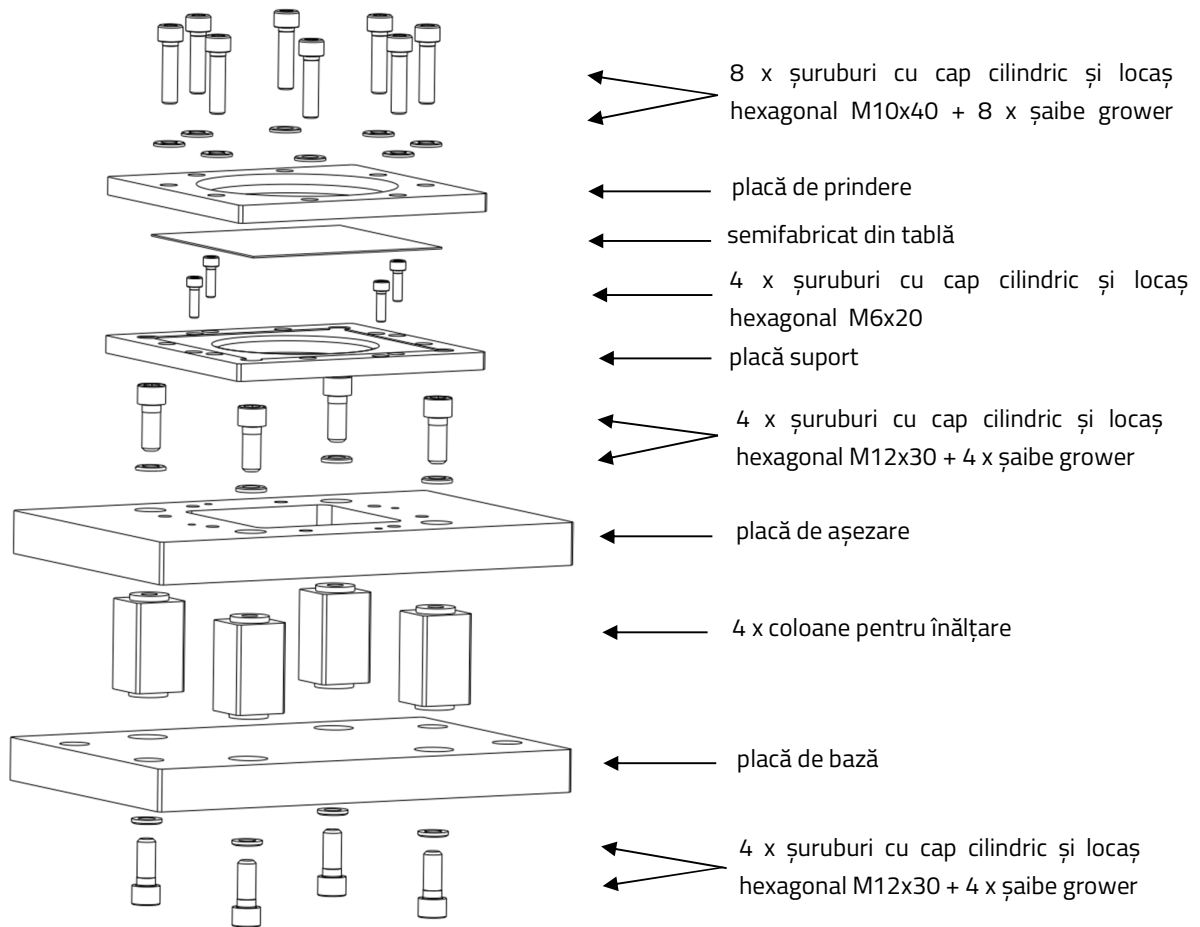 8 x șuruburi cu cap cilindric și locaș
hexagonal M10x40 + 8 x șaibe grower
placă de prindere
semifabricat din tablă
4 x șuruburi cu cap cilindric și locaș
hexagonal M6x20
placă suport
4 x șuruburi cu cap cilindric și locaș
hexagonal M12x30 + 4 x șaibe grower
placă de așezare
4 x coloane pentru înălțare
placă de bază
4 x șuruburi cu cap cilindric și locaș
hexagonal M12x30 + 4 x șaibe grower